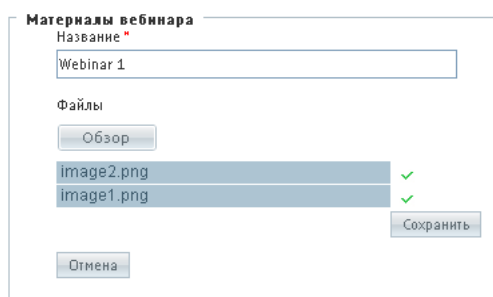 Материалы вебинара
Название *
Webinar 1
Файлы
Обзор
image2.png
image1.png
Сохранить
Отмена